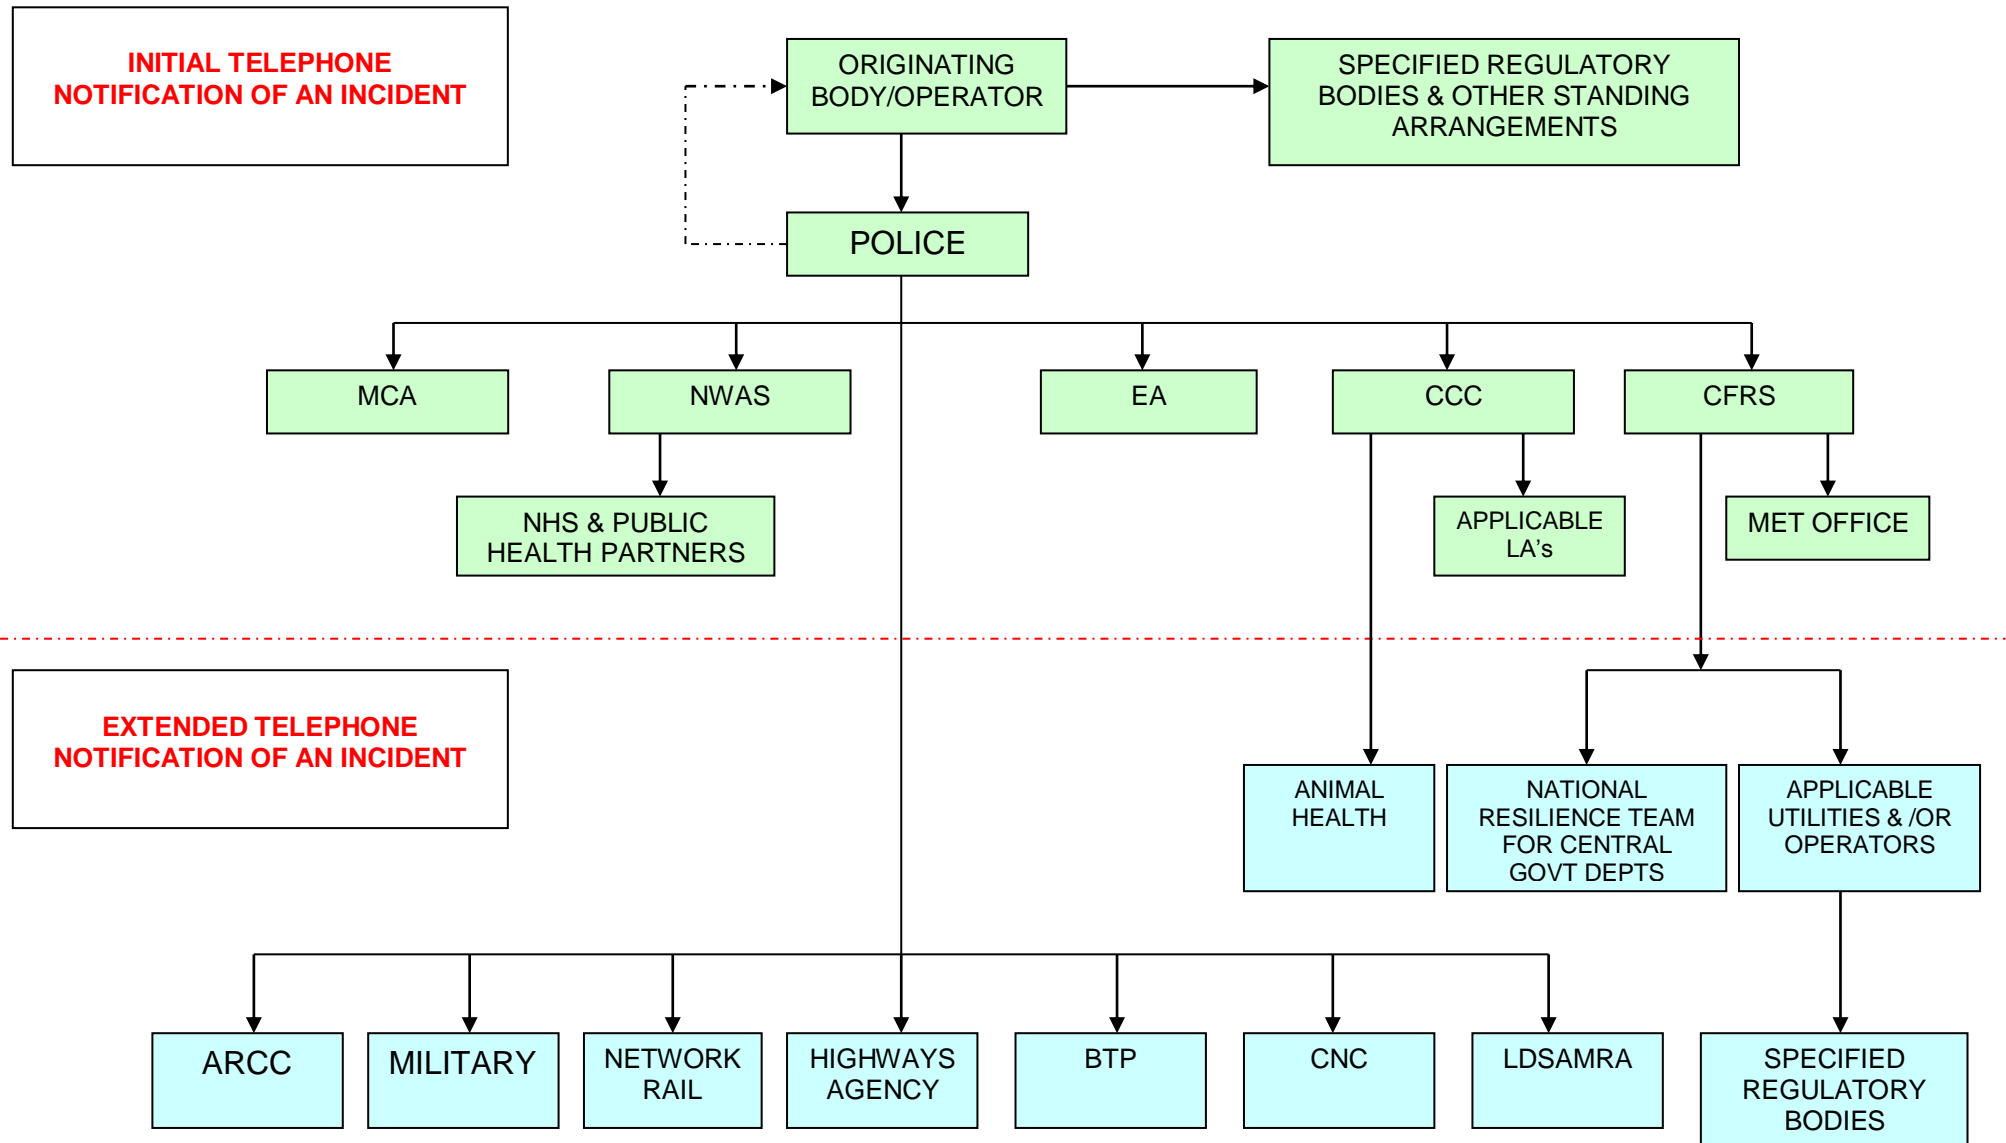 INITIAL TELEPHONE
NOTIFICATION OF AN INCIDENT
ORIGINATING
BODY/OPERATOR
SPECIFIED REGULATORY
BODIES & OTHER STANDING
ARRANGEMENTS
POLICE
MCA
NWAS
EA
CCC
CFRS
NHS & PUBLIC
HEALTH PARTNERS
APPLICABLE
LA’s
MET OFFICE
EXTENDED TELEPHONE
NOTIFICATION OF AN INCIDENT
ANIMAL
HEALTH
NATIONAL
RESILIENCE TEAM
FOR CENTRAL
GOVT DEPTS
APPLICABLE
UTILITIES & /OR
OPERATORS
ARCC
MILITARY
NETWORK
RAIL
HIGHWAYS
AGENCY
BTP
CNC
LDSAMRA
SPECIFIED
REGULATORY
BODIES